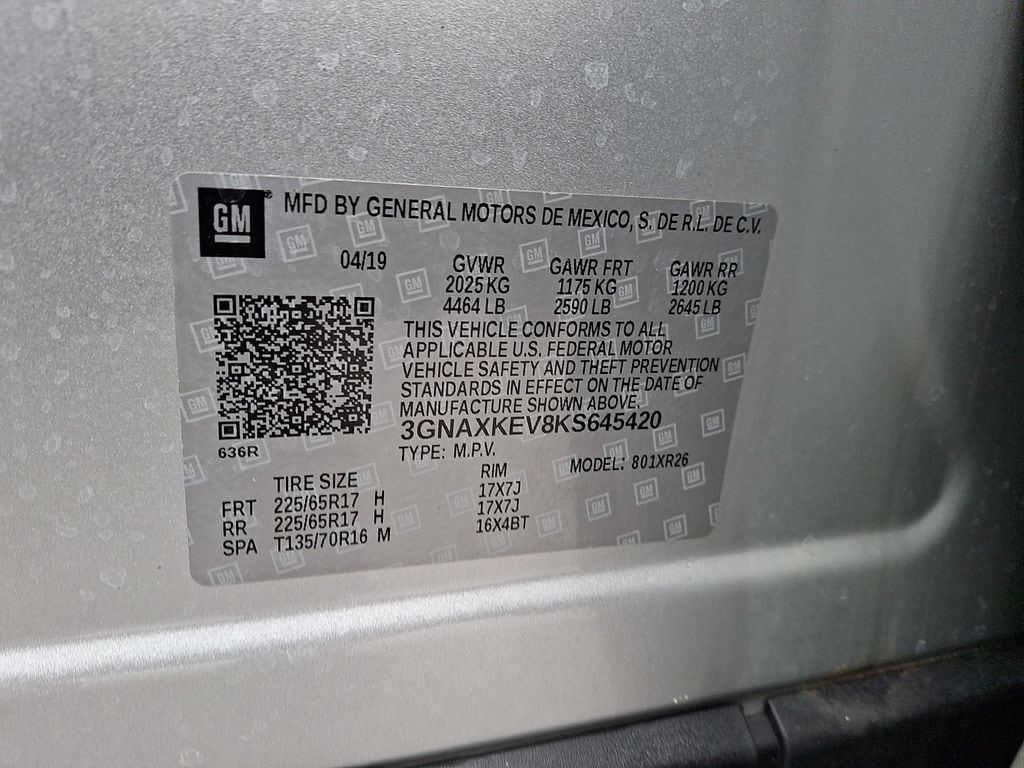 GM ® MFD BY GENERAL MOTORS DE MEXICO, S. DE R.L. DE C.V.
04/19 GVWR GAWR FRT GAWR RR
2025 KG 1175 KG 1200 KG
4464 LB 2590 LB 2645 LB
THIS VEHICLE CONFORMS TO ALL
APPLICABLE U.S. FEDERAL MOTOR
VEHICLE SAFETY AND THEFT PREVENTION
STANDARDS IN EFFECT ON THE DATE OF
MANUFACTURE SHOWN ABOVE.
3GNAXKEV8KS645420
636R
TYPE: M.P.V. MODEL: 801XR26
TIRE SIZE RIM
FRT 225/65R17 H 17X7J
RR 225/65R17 H 17X7J
SPA T135/70R16 M 16X4BT